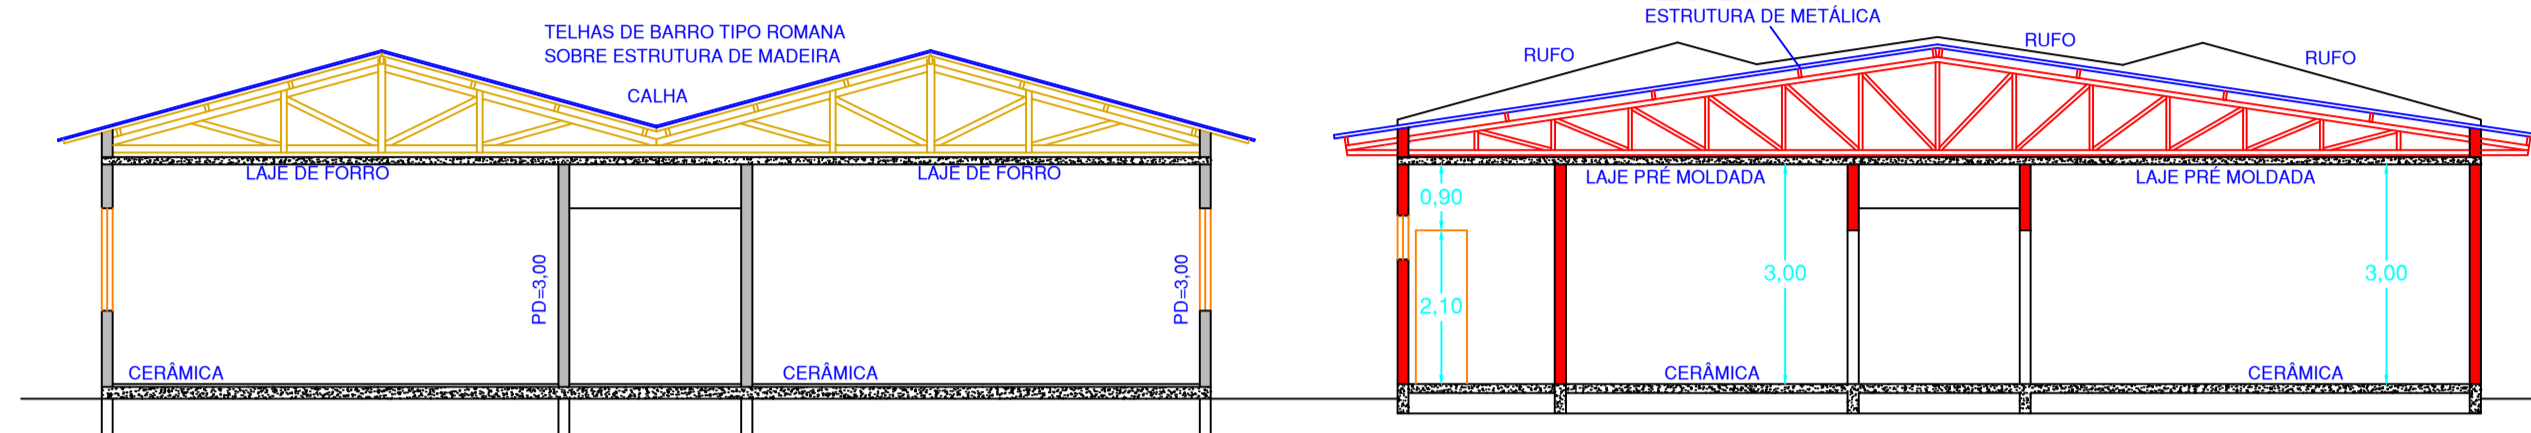 TELHAS DE BARRO TIPO ROMANA
SOBRE ESTRUTURA DE MADEIRA
CALHA
LAJE DE FORRO
LAJE DE FORRO
PD=3,00
PD=3,00
CERÂMICA
CERÂMICA
ESTRUTURA DE METÁLICA
RUFO
RUFO
RUFO
LAJE PRÉ MOLDADA
LAJE PRÉ MOLDADA
0,90
2,10
3,00
3,00
CERÂMICA
CERÂMICA